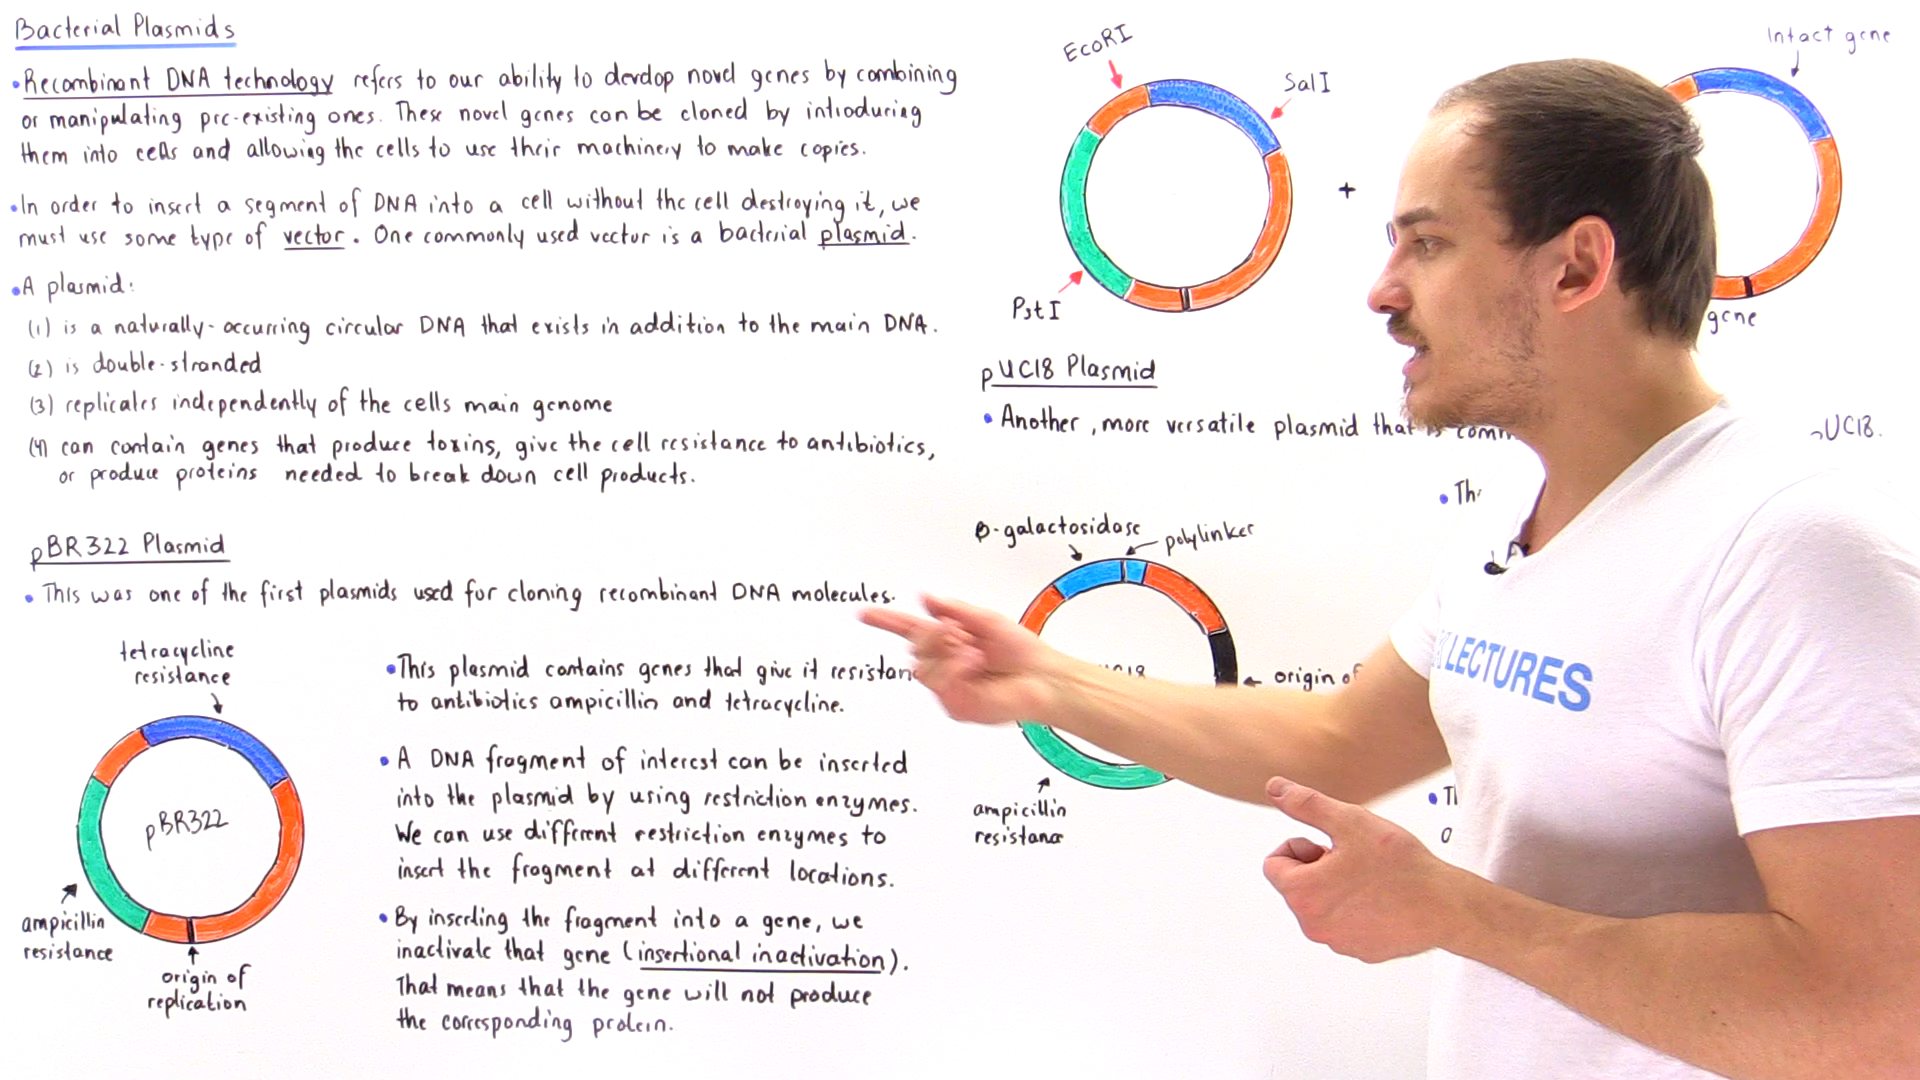 Bacterial Plasmids
•Recombinant DNA technology refers to our ability to develop novel genes by combining
or manipulating pre-existing ones. These novel genes can be cloned by introducing
them into cells and allowing the cells to use their machinery to make copies.
•In order to insert a segment of DNA into a cell without the cell destroying it, we
must use some type of vector. One commonly used vector is a bacterial plasmid.
•A plasmid:
(1) is a naturally-occurring circular DNA that exists in addition to the main DNA.
(2) is double-stranded
(3) replicates independently of the cells main genome
(4) can contain genes that produce toxins, give the cell resistance to antibiotics,
or produce proteins needed to break down cell products.
pBR322 Plasmid
• This was one of the first plasmids used for cloning recombinant DNA molecules.
tetracycline
resistance
pBR322
ampicillin
resistance
origin of
replication
•This plasmid contains genes that give it resistan
to antibiotics ampicillin and tetracycline.
• A DNA fragment of interest can be inserted
into the plasmid by using restriction enzymes.
We can use different restriction enzymes to
insert the fragment at different locations.
• By inserting the fragment into a gene, we
inactivate that gene (insertional inactivation).
That means that the gene will not produce
the corresponding protein.
EcoRI
SalI
PstI
+
Intact gene
gene
pUC18 Plasmid
• Another, more versatile plasmid that is comm
UC18.
• Th
β-galactosidase
polylinker
origin of
ampicillin
resistance
• T
LECTURES